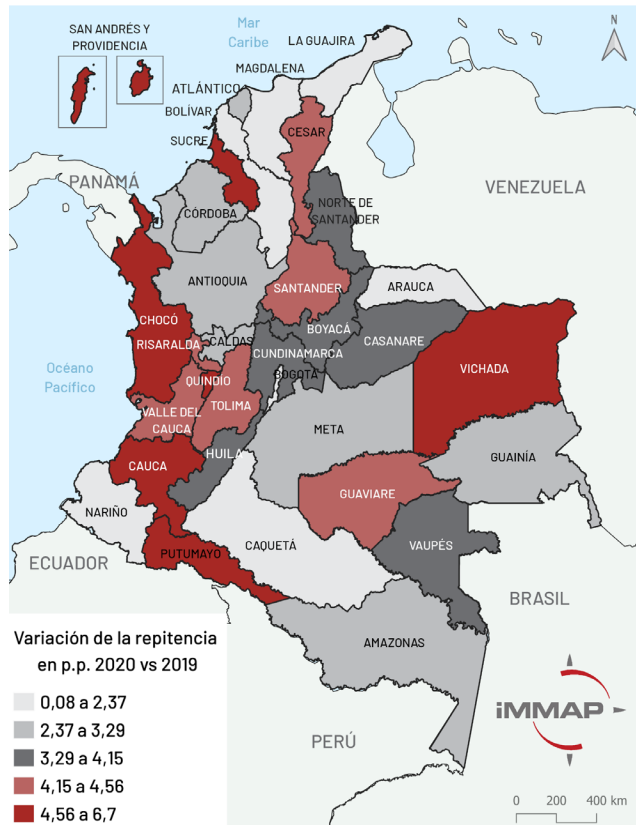 SAN ANDRÉS Y
PROVIDENCIA
Mar
Caribe
LA GUAJIRA
N
MAGDALENA
ATLÁNTICO
BOLÍVAR
SUCRE
CESAR
PANAMÁ
VENEZUELA
CÓRDOBA
NORTE DE
SANTANDER
ANTIOQUIA
SANTANDER
ARAUCA
CHOCÓ
BOYACÁ
RISARALDA
CALDAS
CASANARE
CUNDINAMARCA
Océano
Pacífico
VICHADA
BOGOTÁ
QUINDIO
TOLIMA
VALLE DEL
CAUCA
META
HUILA
GUAINÍA
CAUCA
GUAVIARE
NARIÑO
CAQUETÁ
VAUPÉS
PUTUMAYO
ECUADOR
BRASIL
AMAZONAS
Variación de la repitencia
en p.p. 2020 vs 2019
0,08 a 2,37
2,37 a 3,29
3,29 a 4,15
4,15 a 4,56
4,56 a 6,7
iMMAP
PERÚ
0 200 400 km